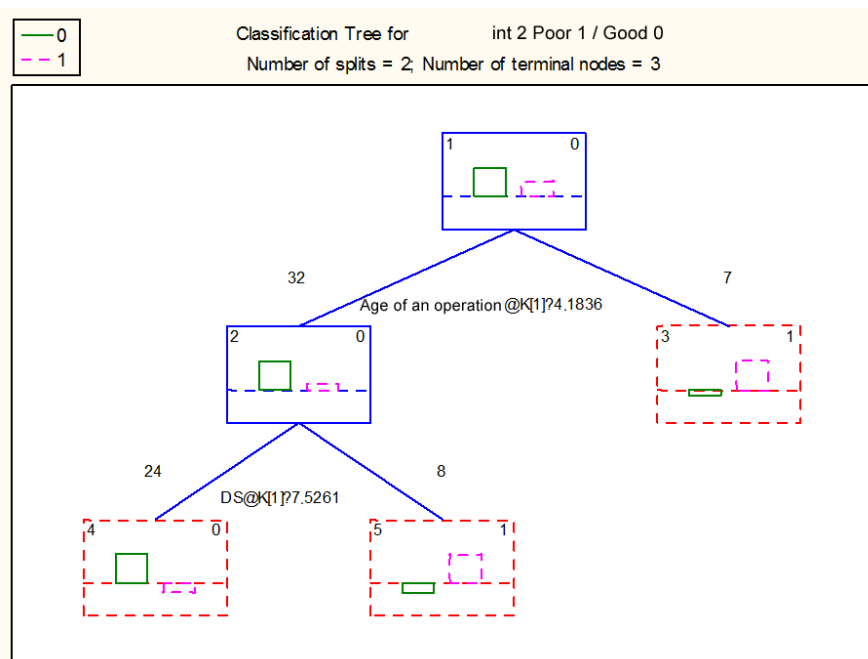 0
1
Classification Tree for int 2 Poor 1 / Good 0
Number of splits = 2; Number of terminal nodes = 3
1 0
32 7
Age of an operation@K[1]?4.1836
2 0
3 1
24 8
DS@K[1]?7.5261
4 0
5 1